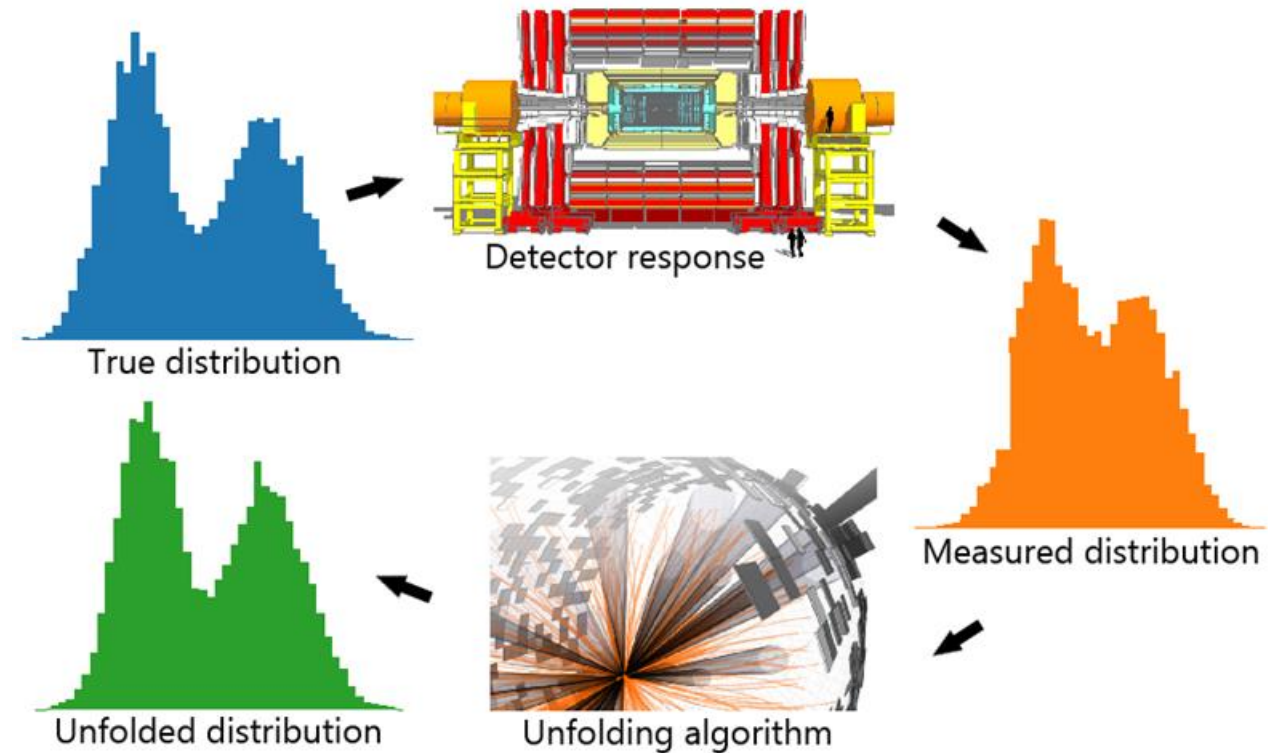 True distribution
Detector response
Measured distribution
Unfolding algorithm
Unfolded distribution